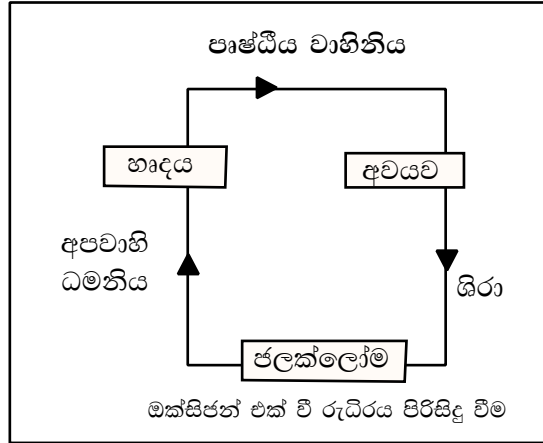 පෘෂ්ඨීය වාහිනිය
හෘදය
අවයව
අපවාහි
ධමනිය
ශිරා
ජලක්ලෝම
ඔක්සිජන් එක් වී රුධිරය පිරිසිදු වීම